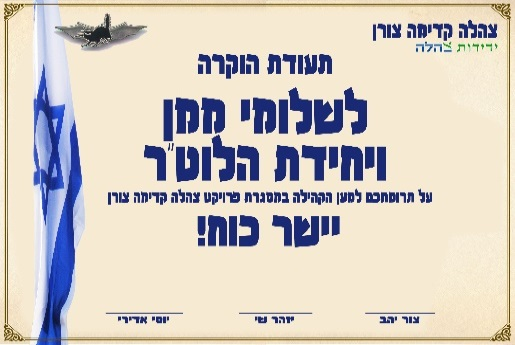 צהלה קדימה צורן
ידידות צהלה
תעודת הוקרה
לשלומי ממן
ויחידת הלוט"ר
על תרומתכם למען הקהילה במסגרת פרויקט צהלה קדימה צורן
יישר כוח!
צור יהב
יזהר שי
יוסי אדירי